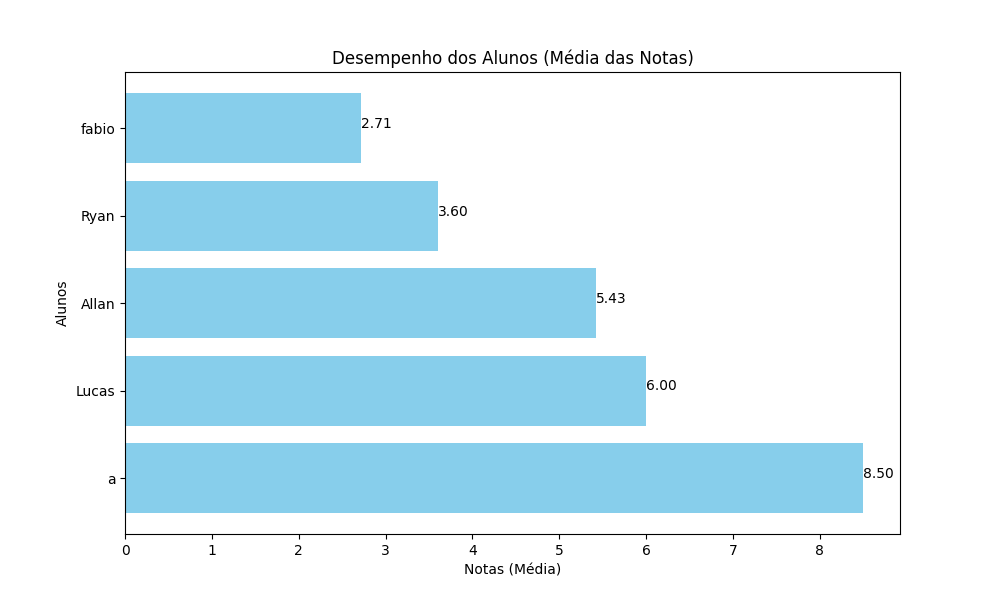 Desempenho dos Alunos (Média das Notas)
fabio
2.71
Ryan
3.60
Allan
5.43
Lucas
6.00
a
8.50
Alunos
0 1 2 3 4 5 6 7 8
Notas (Média)